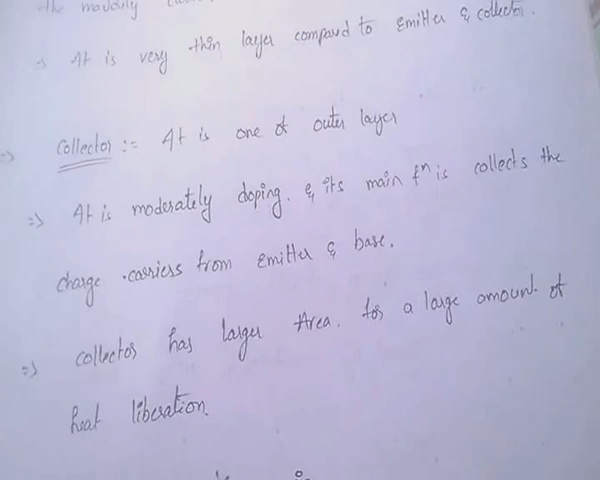 the majority
⇒ It is very thin layer compared to Emitter & collector.
⇒ Collector := It is one of outer layer
⇒ It is moderately doping. & its main fⁿ is collects the
charge carriers from Emitter & base.
⇒ collector has larger Area. for a large amount of
heat liberation.